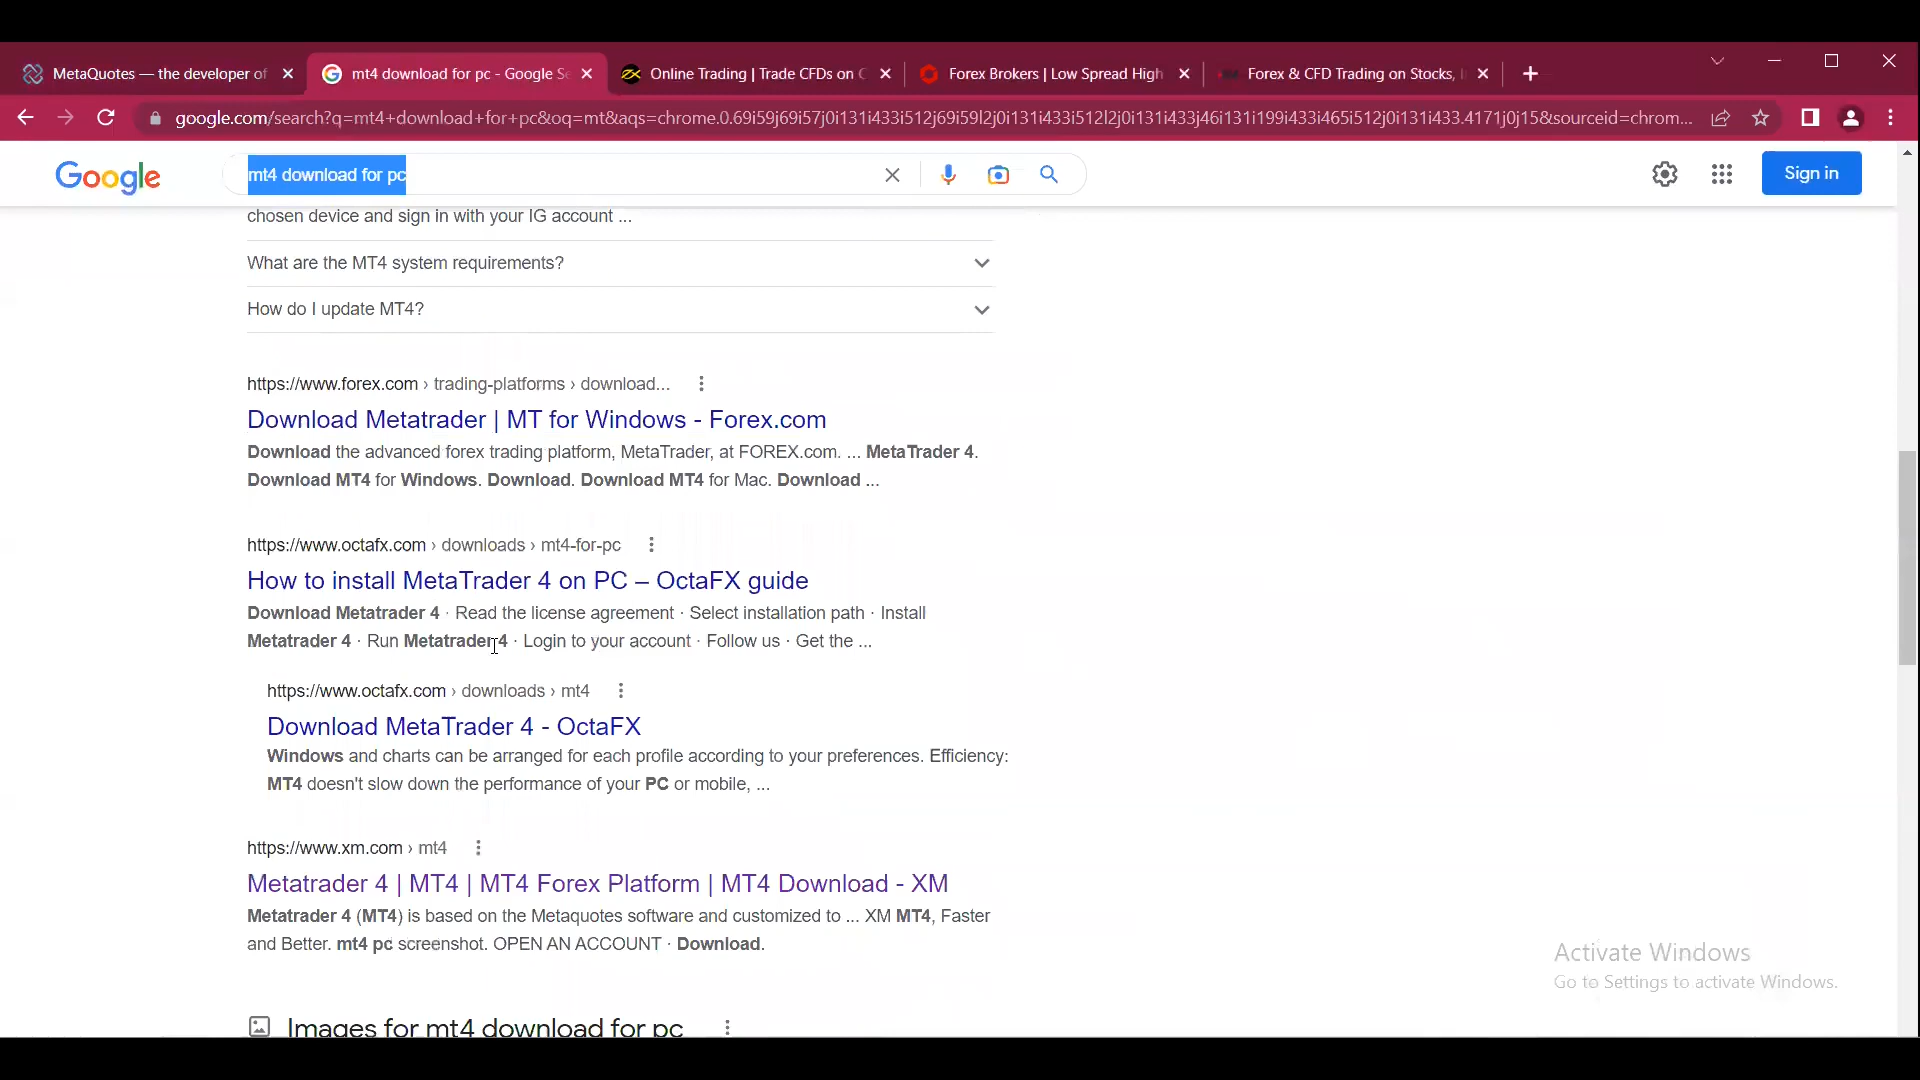 MetaQuotes — the developer of
mt4 download for pc - Google Se
Online Trading | Trade CFDs on C
Forex Brokers | Low Spread High
Forex & CFD Trading on Stocks, I
google.com/search?q=mt4+download+for+pc&oq=mt&aqs=chrome.0.69i59j69i57j0i131i433i512j69i59l2j0i131i433i512l2j0i131i433j46i131i199i433i465i512j0i131i433.4171j0j15&sourceid=chrom...
Google
mt4 download for pc
Sign in
chosen device and sign in with your IG account ...
What are the MT4 system requirements?
How do I update MT4?
https://www.forex.com › trading-platforms › download...
Download Metatrader | MT for Windows - Forex.com
Download the advanced forex trading platform, MetaTrader, at FOREX.com. ... MetaTrader 4.
Download MT4 for Windows. Download. Download MT4 for Mac. Download ...
https://www.octafx.com › downloads › mt4-for-pc
How to install MetaTrader 4 on PC – OctaFX guide
Download Metatrader 4 · Read the license agreement · Select installation path · Install
Metatrader 4 · Run Metatrader 4 · Login to your account · Follow us · Get the ...
https://www.octafx.com › downloads › mt4
Download MetaTrader 4 - OctaFX
Windows and charts can be arranged for each profile according to your preferences. Efficiency:
MT4 doesn't slow down the performance of your PC or mobile, ...
https://www.xm.com › mt4
Metatrader 4 | MT4 | MT4 Forex Platform | MT4 Download - XM
Metatrader 4 (MT4) is based on the Metaquotes software and customized to ... XM MT4, Faster
and Better. mt4 pc screenshot. OPEN AN ACCOUNT · Download.
Activate Windows
Go to Settings to activate Windows.
Images for mt4 download for pc